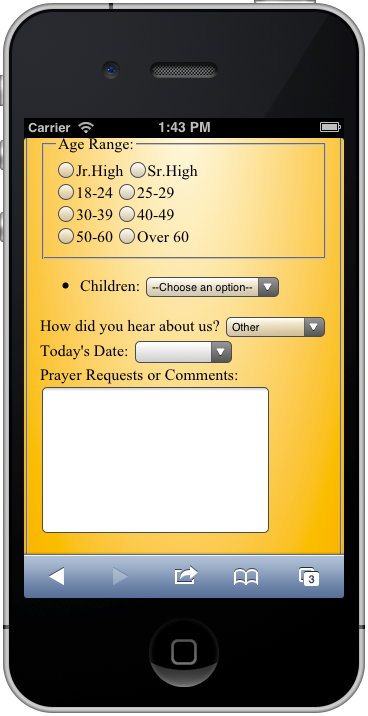 Carrier 1:43 PM
Age Range:
Jr.High Sr.High
18-24 25-29
30-39 40-49
50-60 Over 60
• Children: --Choose an option--
How did you hear about us? Other
Today's Date:
Prayer Requests or Comments:
3